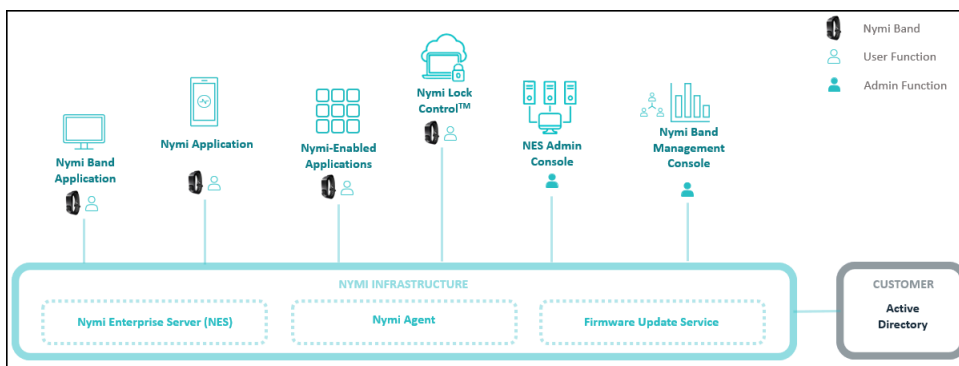 Nymi Band
User Function
Admin Function
Nymi Lock
Control™
Nymi Application
Nymi-Enabled
Applications
NES Admin
Console
Nymi Band
Management
Console
Nymi Band
Application
NYMI INFRASTRUCTURE
Nymi Enterprise Server (NES)
Nymi Agent
Firmware Update Service
CUSTOMER
Active
Directory